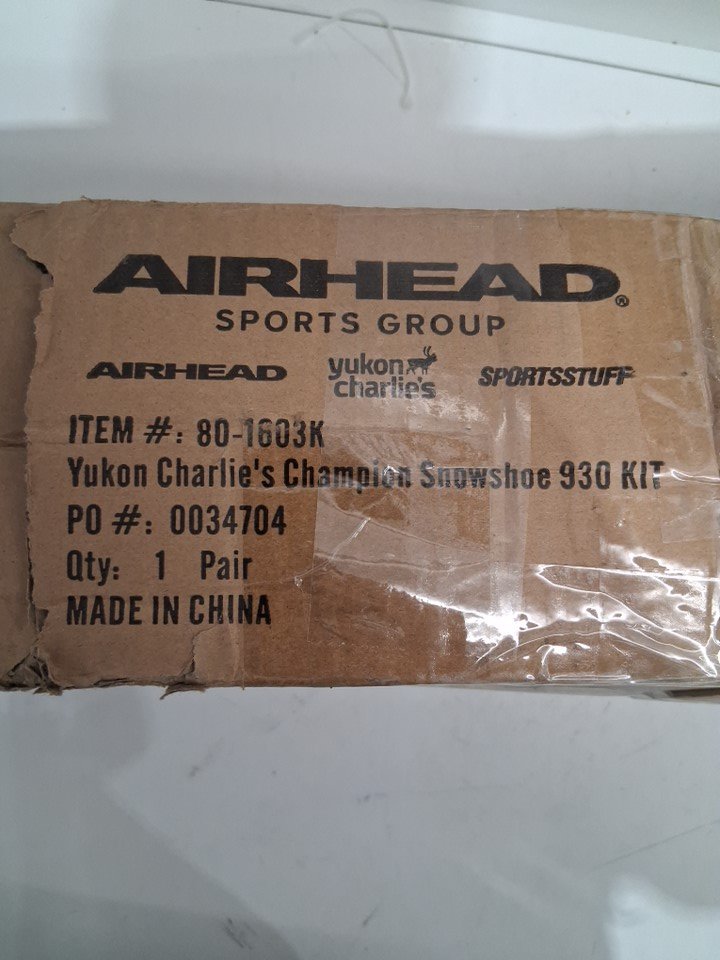 AIRHEAD®
SPORTS GROUP
AIRHEAD yukon charlie's SPORTSSTUFF
ITEM #: 80-1603K
Yukon Charlie's Champion Snowshoe 930 KIT
PO #: 0034704
Qty: 1 Pair
MADE IN CHINA